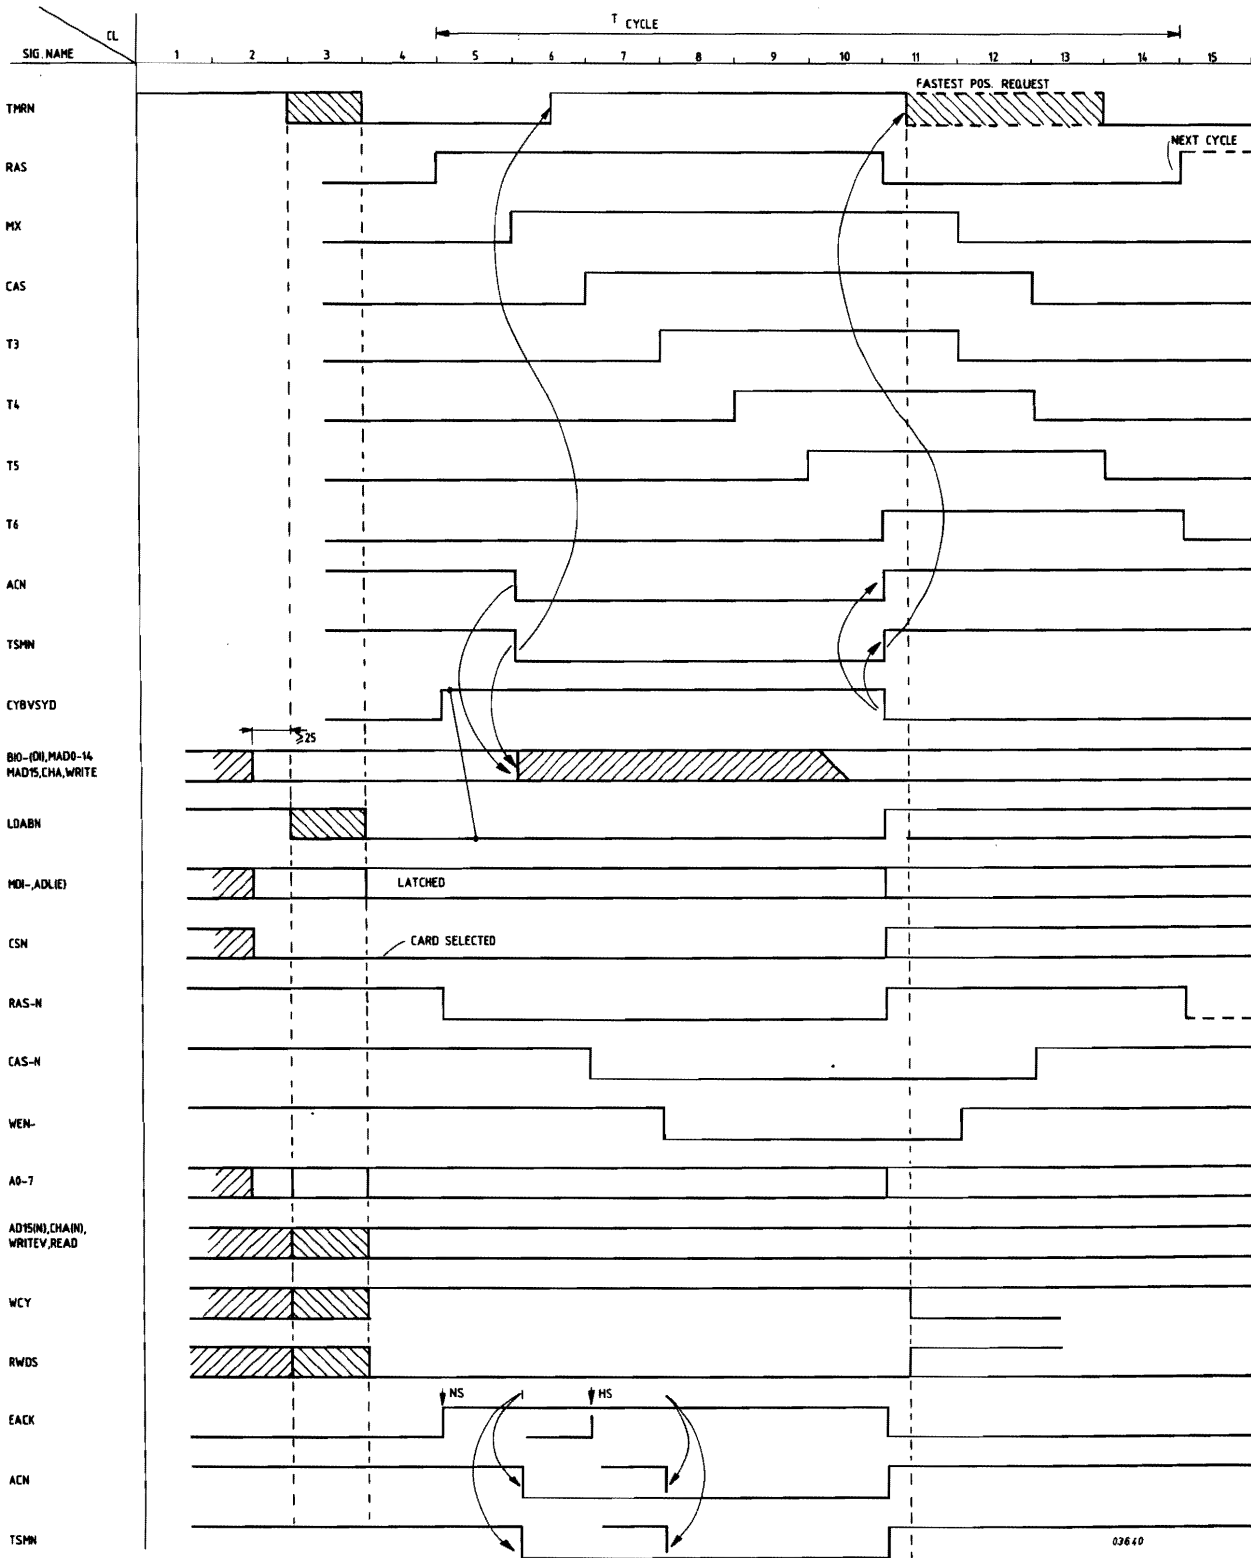 T CYCLE
CL
SIG. NAME 1 2 3 4 5 6 7 8 9 10 11 12 13 14 15
FASTEST POS. REQUEST
TMRN
NEXT CYCLE
RAS
MX
CAS
T3
T4
T5
T6
ACN
TSMN
CYBVSYD
≥25
BIO-(DI),MAD0-14
MAD15,CHA,WRITE
LDABN
MDI-,ADL(E) LATCHED
CSN CARD SELECTED
RAS-N
CAS-N
WEN-
A0-7
AD15(N),CHA(N),
WRITEV,READ
WCY
RWDS
NS HS
EACK
ACN
TSMN
03640